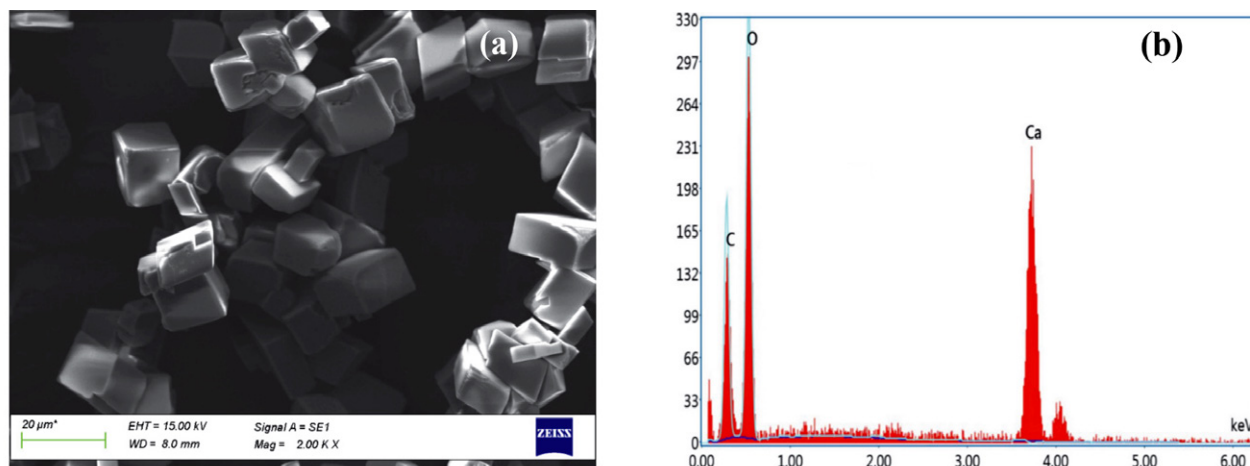 (a)
20 µm*
EHT = 15.00 kV
Signal A = SE1
WD = 8.0 mm
Mag = 2.00 K X
ZEISS
(b)
330
297
264
231
198
165
132
99
66
33
0
O
Ca
C
0.00 1.00 2.00 3.00 4.00 5.00 6.00
keV